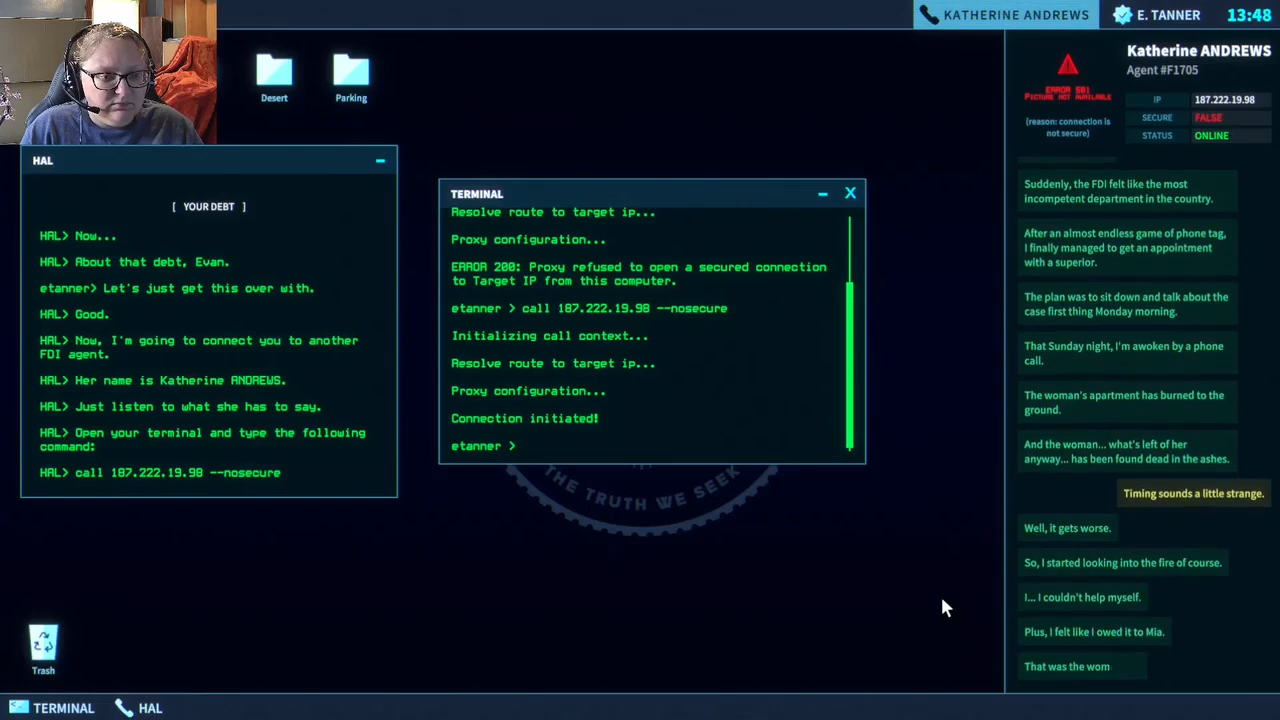 KATHERINE ANDREWS
E. TANNER
13:48
Desert
Parking
HAL
[ YOUR DEBT ]
HAL> Now...
HAL> About that debt, Evan.
etanner> Let's just get this over with.
HAL> Good.
HAL> Now, I'm going to connect you to another
FDI agent.
HAL> Her name is Katherine ANDREWS.
HAL> Just listen to what she has to say.
HAL> Open your terminal and type the following
command:
HAL> call 187.222.19.98 --nosecure
TERMINAL
X
Resolve route to target ip...
Proxy configuration...
ERROR 200: Proxy refused to open a secured connection
to Target IP from this computer.
etanner > call 187.222.19.98 --nosecure
Initializing call context...
Resolve route to target ip...
Proxy configuration...
Connection initiated!
etanner >
THE TRUTH WE SEEK
Katherine ANDREWS
Agent #F1705
ERROR 501
PICTURE NOT AVAILABLE
(reason: connection is
not secure)
IP 187.222.19.98
SECURE FALSE
STATUS ONLINE
Suddenly, the FDI felt like the most
incompetent department in the country.
After an almost endless game of phone tag,
I finally managed to get an appointment
with a superior.
The plan was to sit down and talk about the
case first thing Monday morning.
That Sunday night, I'm awoken by a phone
call.
The woman's apartment has burned to the
ground.
And the woman... what's left of her
anyway... has been found dead in the ashes.
Timing sounds a little strange.
Well, it gets worse.
So, I started looking into the fire of course.
I... I couldn't help myself.
Plus, I felt like I owed it to Mia.
That was the wom
Trash
TERMINAL
HAL